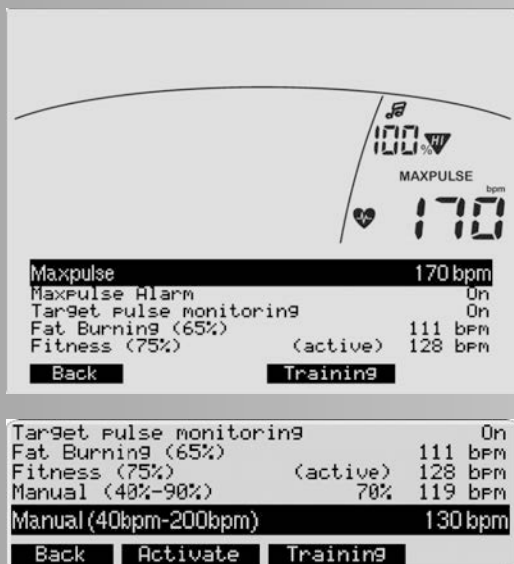 100% HI
MAXPULSE
bpm
170
Maxpulse 170 bpm
Maxpulse Alarm On
Target pulse monitoring On
Fat Burning (65%) 111 bpm
Fitness (75%) (active) 128 bpm
Back Training
Target pulse monitoring On
Fat Burning (65%) 111 bpm
Fitness (75%) (active) 128 bpm
Manual (40%-90%) 70% 119 bpm
Manual (40bpm-200bpm) 130 bpm
Back Activate Training